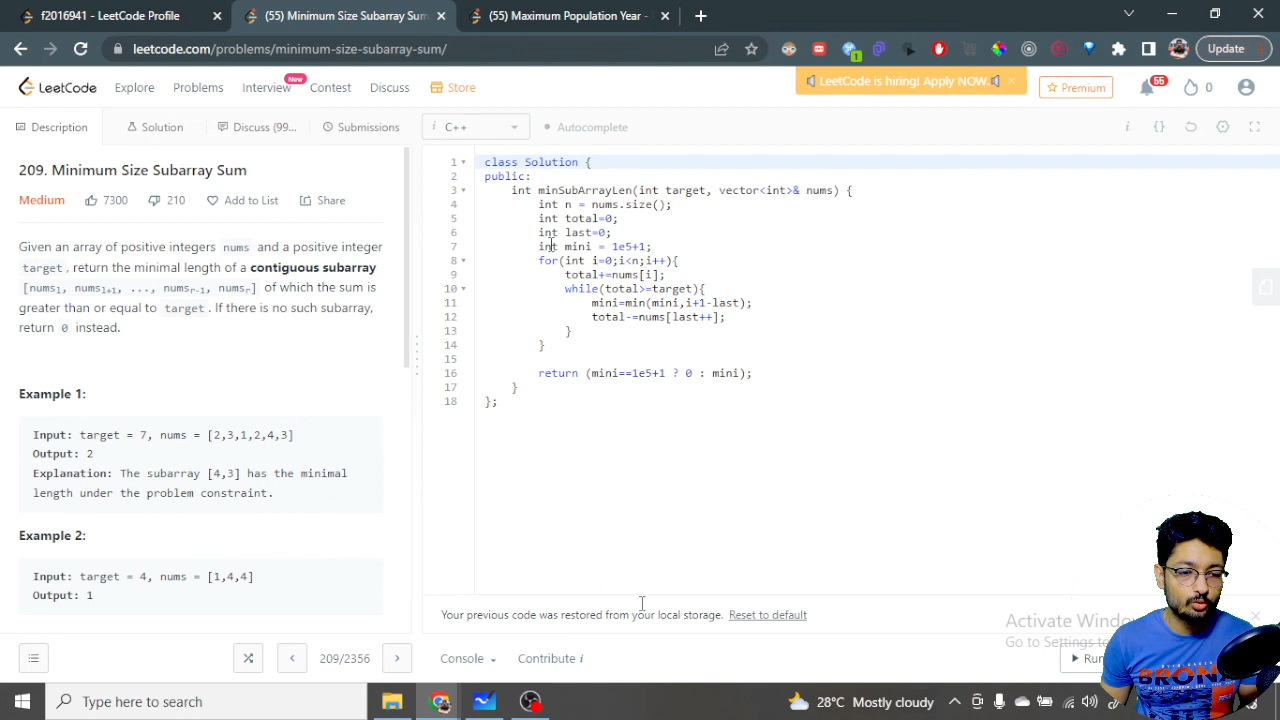 f2016941 - LeetCode Profile
(55) Minimum Size Subarray Sum
(55) Maximum Population Year -
leetcode.com/problems/minimum-size-subarray-sum/
1
Update
LeetCode
Explore
Problems
Interview
New
Contest
Discuss
Store
LeetCode is hiring! Apply NOW.
Premium
55
0
Description
Solution
Discuss (99...
Submissions
i C++
Autocomplete
209. Minimum Size Subarray Sum
Medium
7300
210
Add to List
Share
Given an array of positive integers nums and a positive integer
target, return the minimal length of a contiguous subarray
[numsl, numsl+1, ..., numsr-1, numsr] of which the sum is
greater than or equal to target. If there is no such subarray,
return 0 instead.
Example 1:
Input: target = 7, nums = [2,3,1,2,4,3]
Output: 2
Explanation: The subarray [4,3] has the minimal
length under the problem constraint.
Example 2:
Input: target = 4, nums = [1,4,4]
Output: 1
1 class Solution {
2 public:
3 int minSubArrayLen(int target, vector<int>& nums) {
4 int n = nums.size();
5 int total=0;
6 int last=0;
7 int mini = 1e5+1;
8 for(int i=0;i<n;i++){
9 total+=nums[i];
10 while(total>=target){
11 mini=min(mini,i+1-last);
12 total-=nums[last++];
13 }
14 }
15
16 return (mini==1e5+1 ? 0 : mini);
17 }
18 };
Your previous code was restored from your local storage. Reset to default
Activate Windo
Go to Settings to
209/2356
Console
Contribute i
Run
BRON
Type here to search
28°C Mostly cloudy